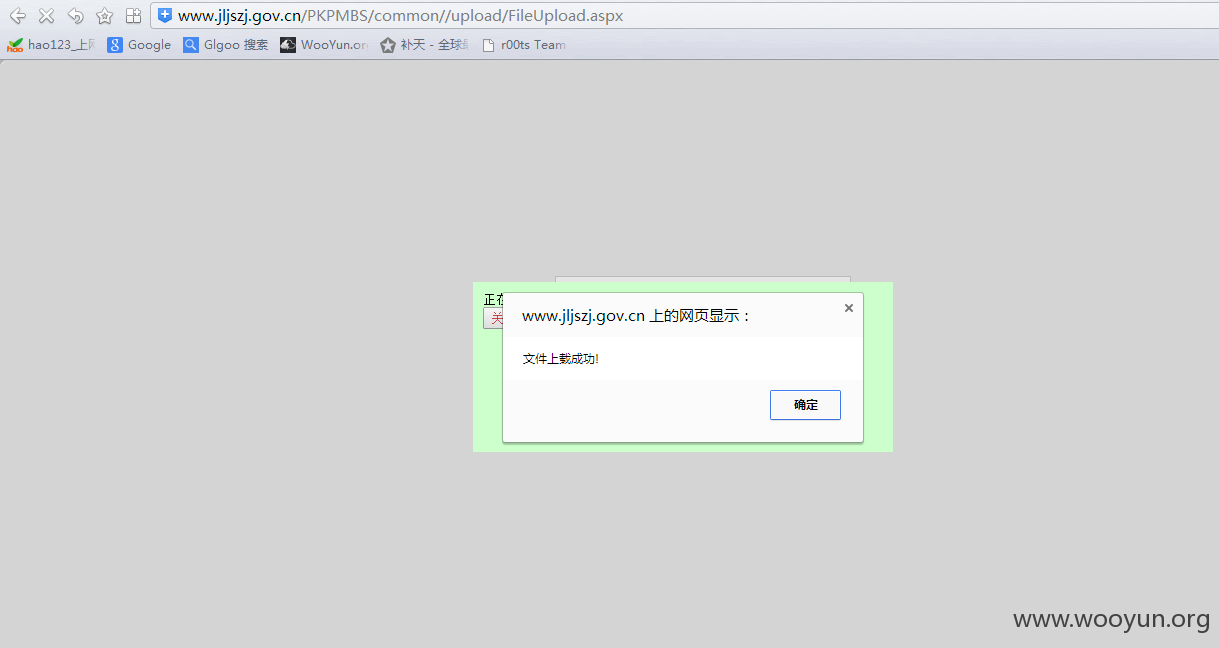 www.jljszj.gov.cn/PKPMBS/common//upload/FileUpload.aspx
hao123_上 Google Glgoo 搜索 WooYun.or 补天 - 全球 r00ts Team
正在
www.jljszj.gov.cn 上的网页显示：
关
文件上载成功!
确定
www.wooyun.org